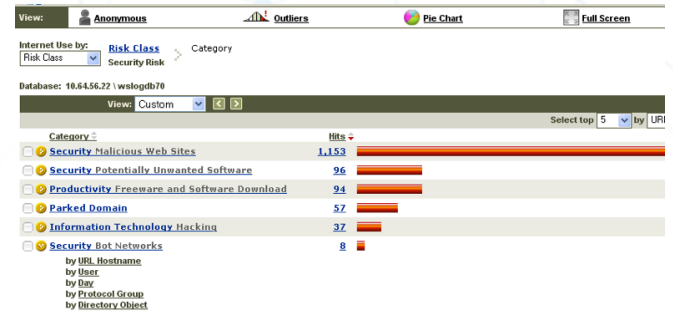 View: Anonymous Outliers Pie Chart Full Screen
Internet Use by: Risk Class Category
Risk Class Security Risk
Database: 10.64.56.22 \ wslogdb70
View: Custom
Select top 5 by URL
Category Hits
Security Malicious Web Sites 1,153
Security Potentially Unwanted Software 96
Productivity Freeware and Software Download 94
Parked Domain 57
Information Technology Hacking 37
Security Bot Networks 8
by URL Hostname
by User
by Day
by Protocol Group
by Directory Object